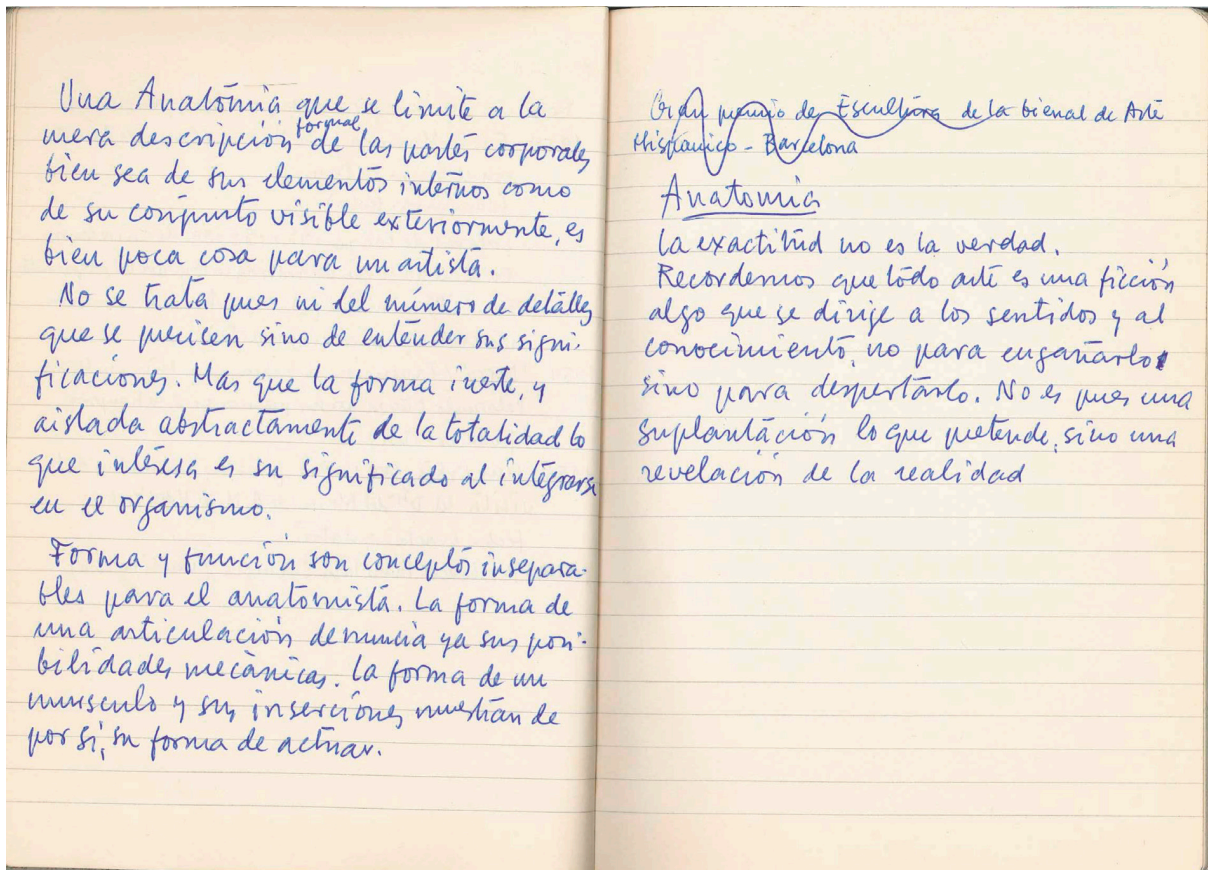 Una Anatomia que se limite a la
mera descripción formal de las partes corporales
bien sea de sus elementos internos como
de su conjunto visible exteriormente, es
bien poca cosa para un artista.
No se trata pues ni del número de detalles
que se precisen sino de entender sus signi-
ficaciones. Mas que la forma inerte, y
aislada abstractamente de la totalidad lo
que interesa es su significado al integrarse
en el organismo.
Forma y función son conceptos insepara-
bles para el anatomista. La forma de
una articulación denuncia ya sus posi-
bilidades mecánicas. La forma de un
musculo y sus inserciones muestran de
por si, su forma de actuar.
Gran premio de Escultura de la bienal de Arte
Hispánico - Barcelona
Anatomia
La exactitud no es la verdad.
Recordemos que todo arte es una ficción,
algo que se dirije a los sentidos y al
conocimiento, no para engañarlo
sino para despertarlo. No es pues una
suplantación lo que pretende, sino una
revelación de la realidad